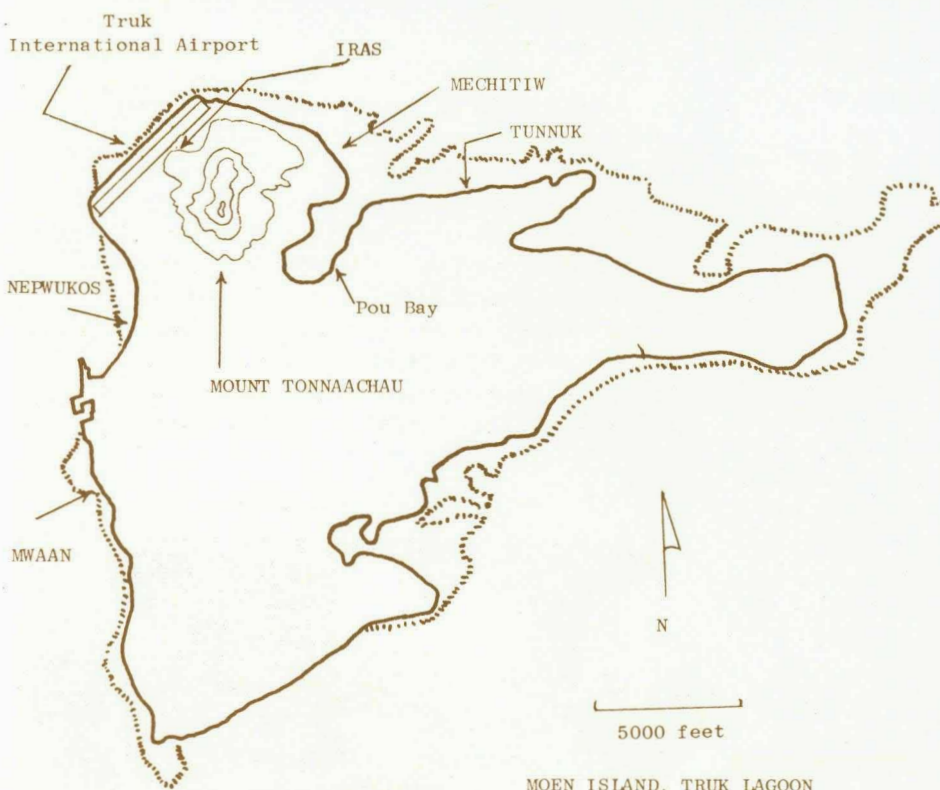 Truk
International Airport
IRAS
MECHITIW
TUNNUK
NEPWUKOS
Pou Bay
MOUNT TONNAACHAU
MWAAN
N
5000 feet
MOEN ISLAND, TRUK LAGOON